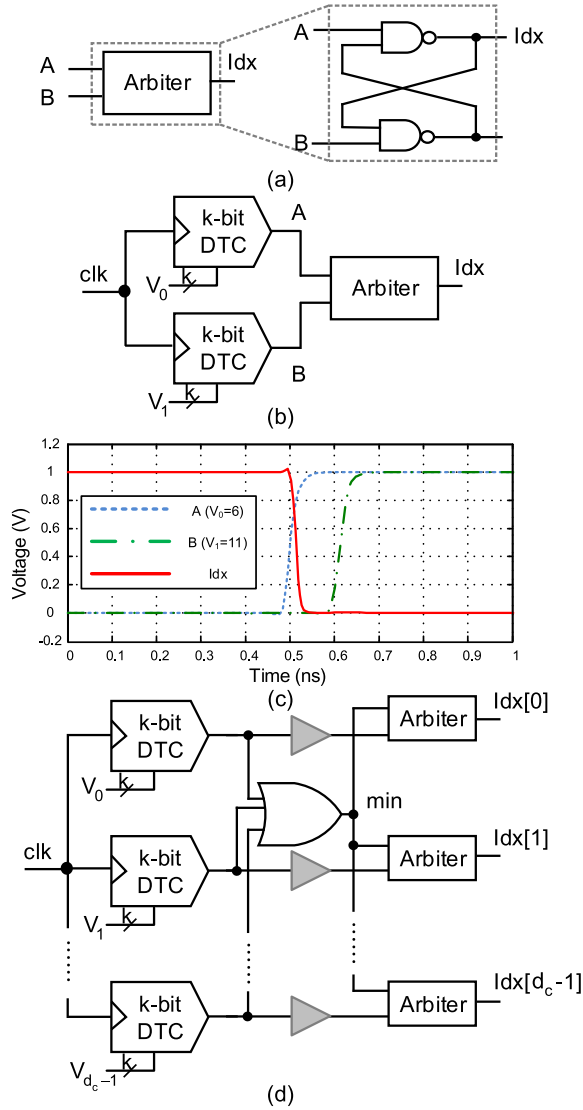 A
B
Arbiter
Idx
A
B
Idx
(a)
clk
k-bit
DTC
k
V0
A
k-bit
DTC
k
V1
B
Arbiter
Idx
(b)
Voltage (V)
1.2
1
0.8
0.6
0.4
0.2
0
-0.2
A (V0=6)
B (V1=11)
Idx
0 0.1 0.2 0.3 0.4 0.5 0.6 0.7 0.8 0.9 1
Time (ns)
(c)
clk
k-bit
DTC
k
V0
Arbiter
Idx[0]
min
k-bit
DTC
k
V1
Arbiter
Idx[1]
k-bit
DTC
k
Vdc-1
Arbiter
Idx[dc-1]
(d)